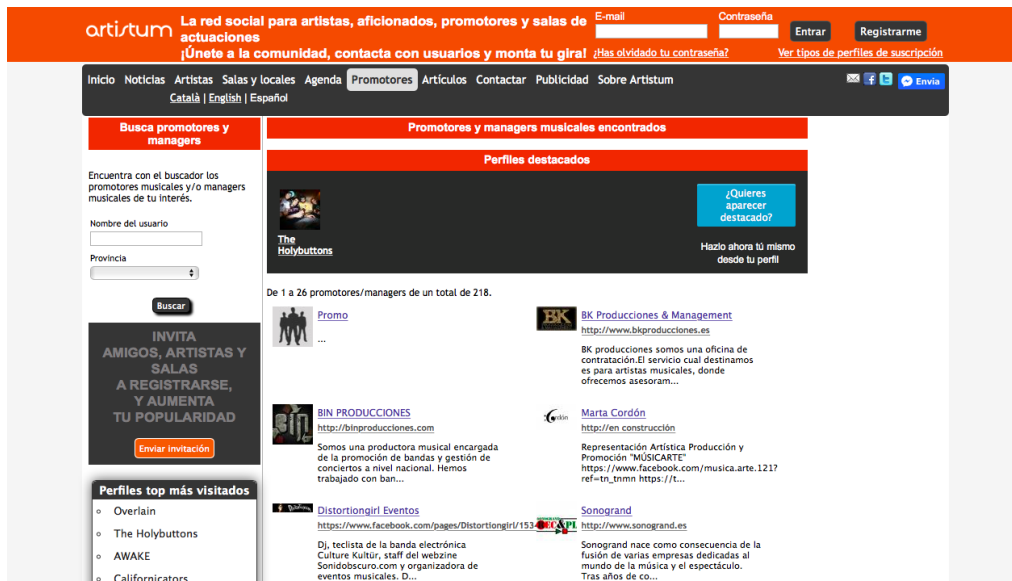 artistum
La red social para artistas, aficionados, promotores y salas de
actuaciones
¡Únete a la comunidad, contacta con usuarios y monta tu gira!
E-mail
Contraseña
Entrar
Registrarme
¿Has olvidado tu contraseña?
Ver tipos de perfiles de suscripción
Inicio Noticias Artistas Salas y locales Agenda Promotores Artículos Contactar Publicidad Sobre Artistum
Català | English | Español
Envia
Busca promotores y
managers
Encuentra con el buscador los
promotores musicales y/o managers
musicales de tu interés.
Nombre del usuario
Provincia
Buscar
INVITA
AMIGOS, ARTISTAS Y
SALAS
A REGISTRARSE,
Y AUMENTA
TU POPULARIDAD
Enviar invitación
Perfiles top más visitados
Overlain
The Holybuttons
AWAKE
Californicators
Promotores y managers musicales encontrados
Perfiles destacados
The
Holybuttons
¿Quieres
aparecer
destacado?
Hazlo ahora tú mismo
desde tu perfil
De 1 a 26 promotores/managers de un total de 218.
Promo
...
BK
BK Producciones & Management
http://www.bkproducciones.es
BK producciones somos una oficina de
contratación.El servicio cual destinamos
es para artistas musicales, donde
ofrecemos asesoram...
BIN
BIN PRODUCCIONES
http://binproducciones.com
Somos una productora musical encargada
de la promoción de bandas y gestión de
conciertos a nivel nacional. Hemos
trabajado con ban...
Marta Cordón
http://en construcción
Representación Artística Producción y
Promoción "MÚSICARTE"
https://www.facebook.com/musica.arte.121?
ref=tn_tnmn https://t...
Distortiongirl Eventos
https://www.facebook.com/pages/Distortiongirl/1534
Dj, teclista de la banda electrónica
Culture Kultür, staff del webzine
Sonidobscuro.com y organizadora de
eventos musicales. D...
Sonogrand
http://www.sonogrand.es
Sonogrand nace como consecuencia de la
fusión de varias empresas dedicadas al
mundo de la música y el espectáculo.
Tras años de co...